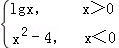 {lgx, x>0
x²-4, x<0